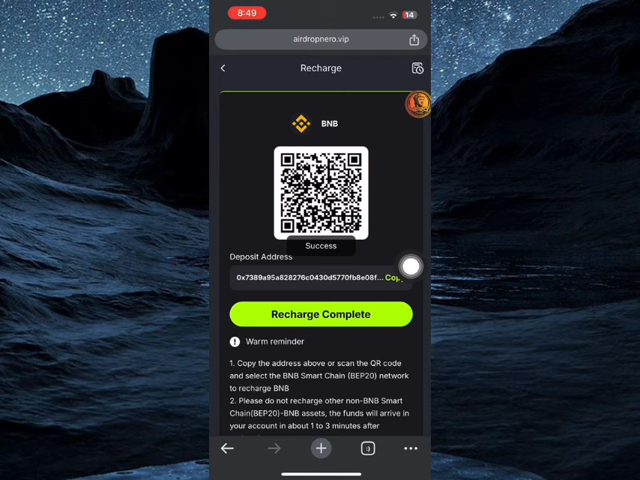 8:49
14
airdropnero.vip
Recharge
BNB
Success
Deposit Address
0x7389a95a828276c0430d5770fb8e08f... Copy
Recharge Complete
Warm reminder
1. Copy the address above or scan the QR code
and select the BNB Smart Chain (BEP20) network
to recharge BNB
2. Please do not recharge other non-BNB Smart
Chain(BEP20)-BNB assets, the funds will arrive in
your account in about 1 to 3 minutes after